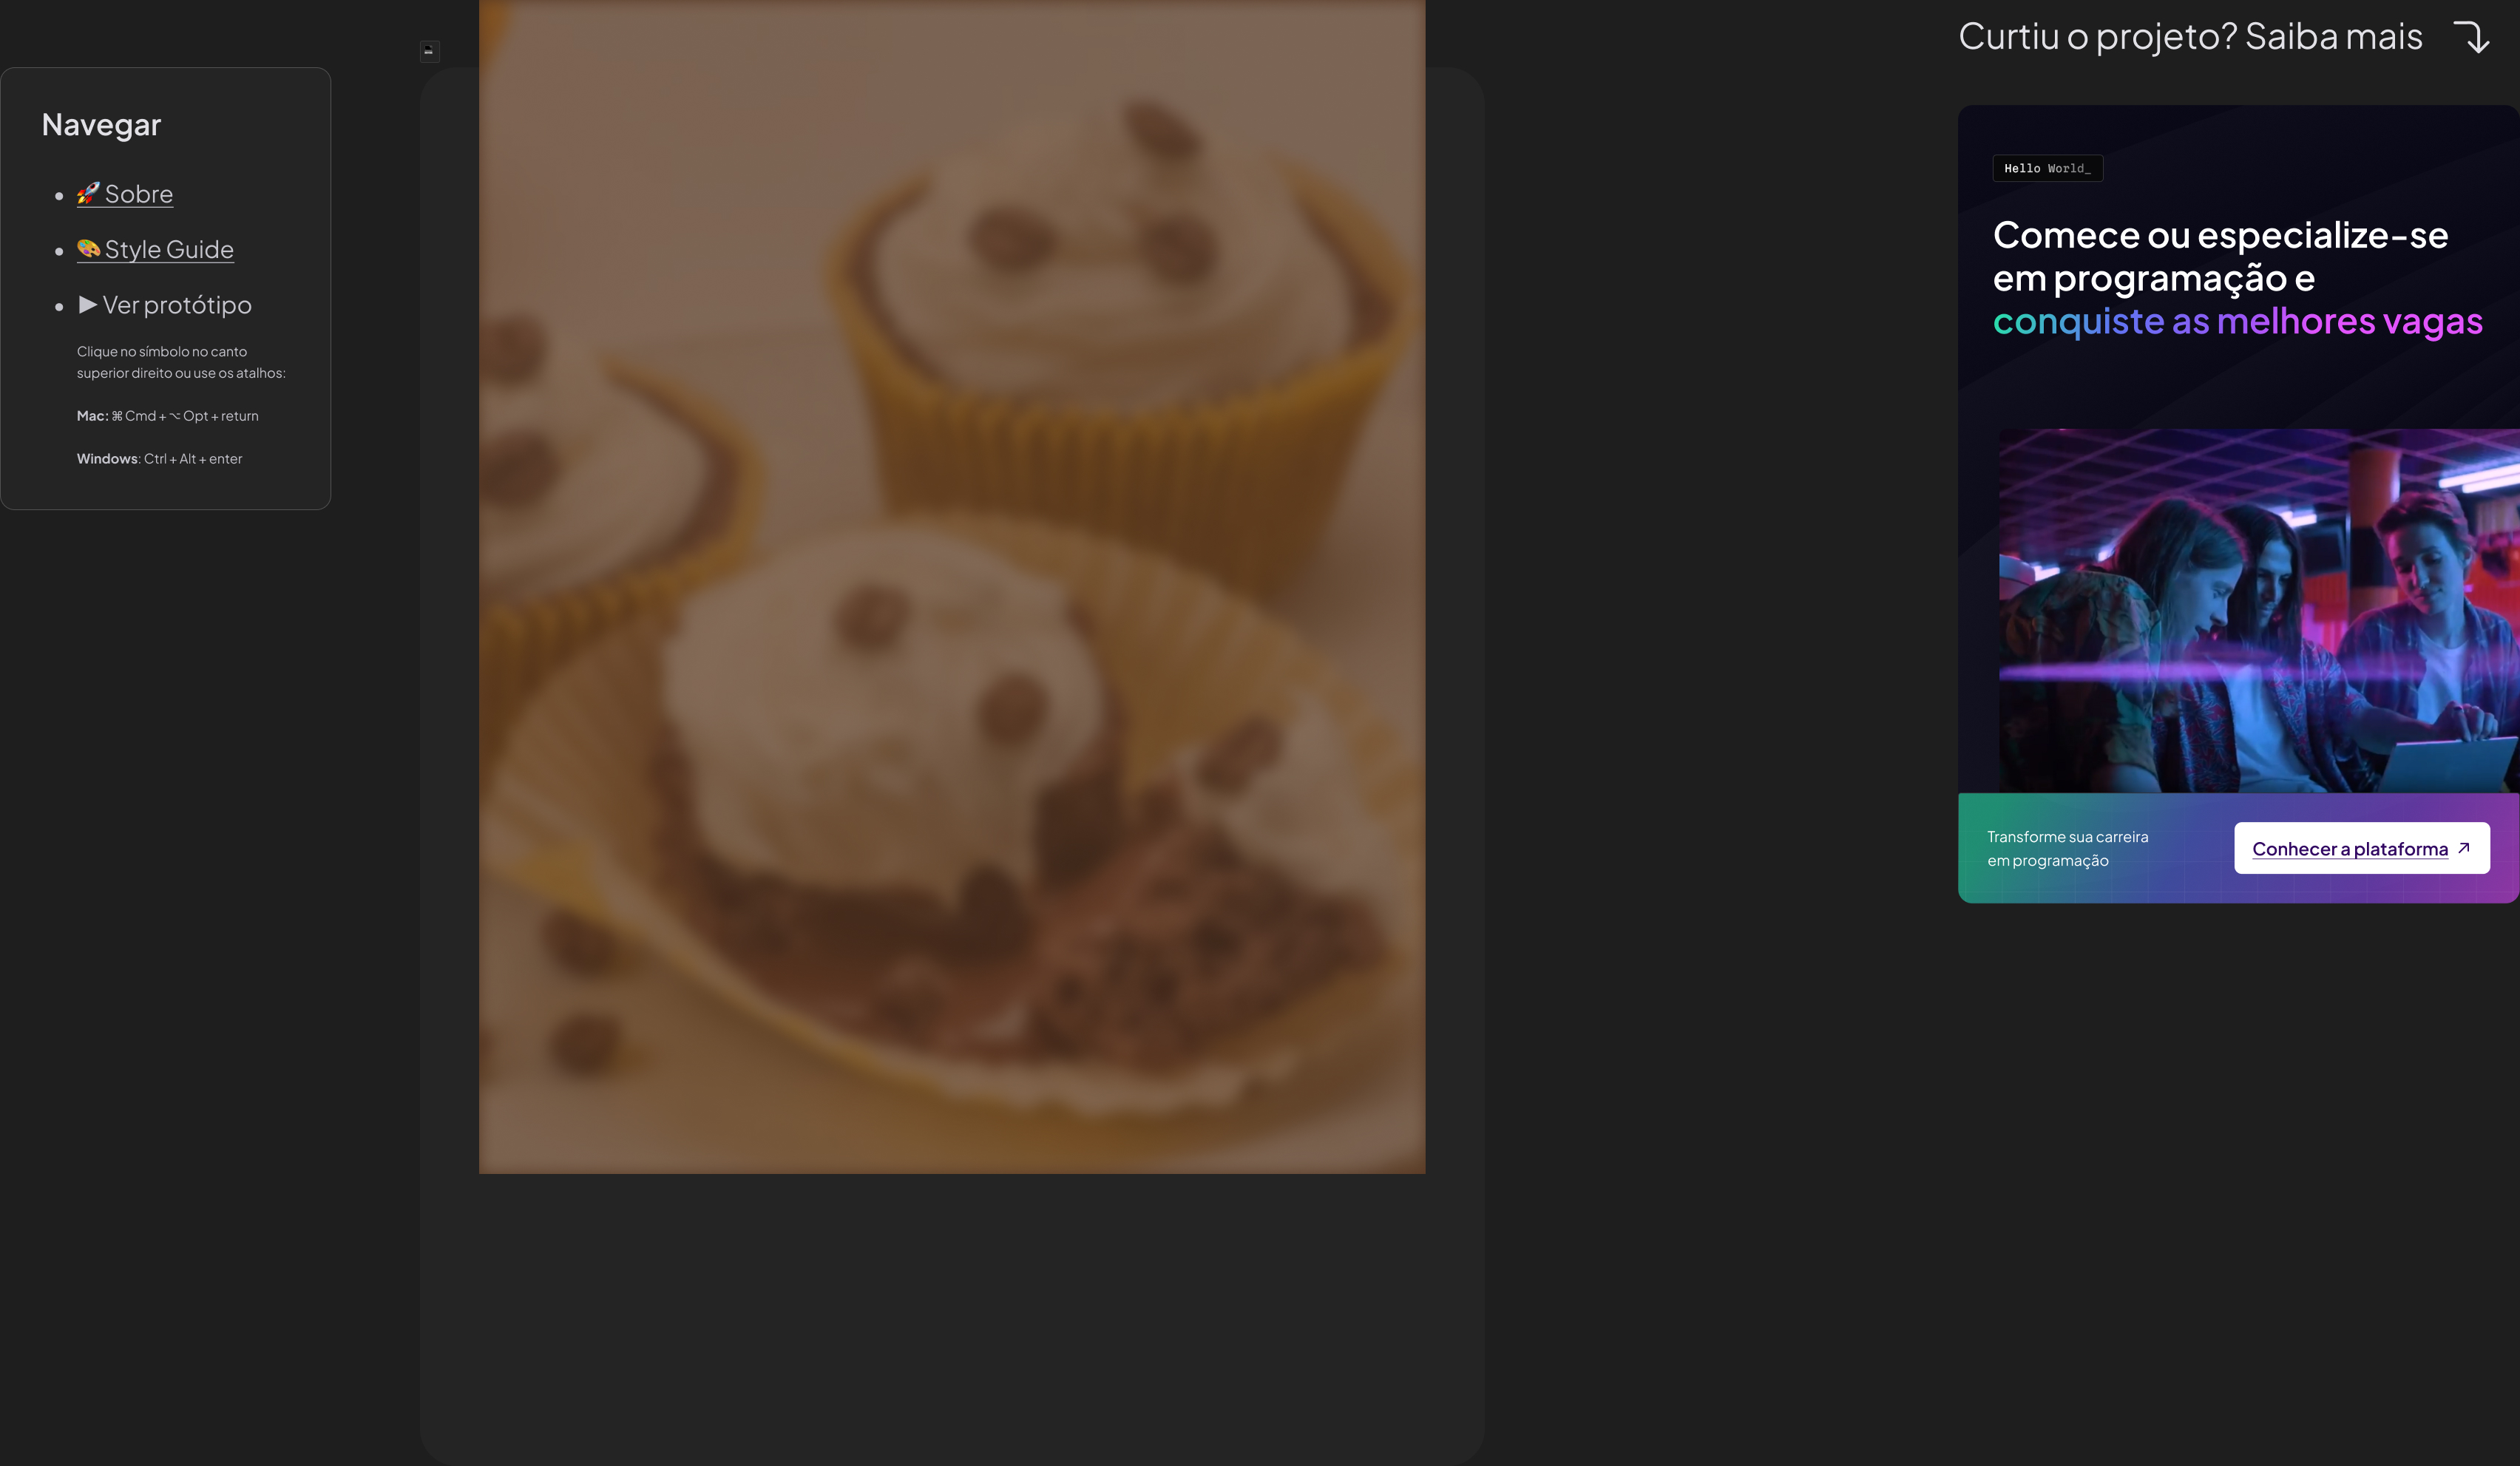 Navegar
🚀 Sobre
🎨 Style Guide
▶ Ver protótipo
Clique no símbolo no canto
superior direito ou use os atalhos:
Mac: ⌘ Cmd + ⌥ Opt + return
Windows: Ctrl + Alt + enter
Curtiu o projeto? Saiba mais
Hello World_
Comece ou especialize-se
em programação e
conquiste as melhores vagas
Transforme sua carreira
em programação
Conhecer a plataforma